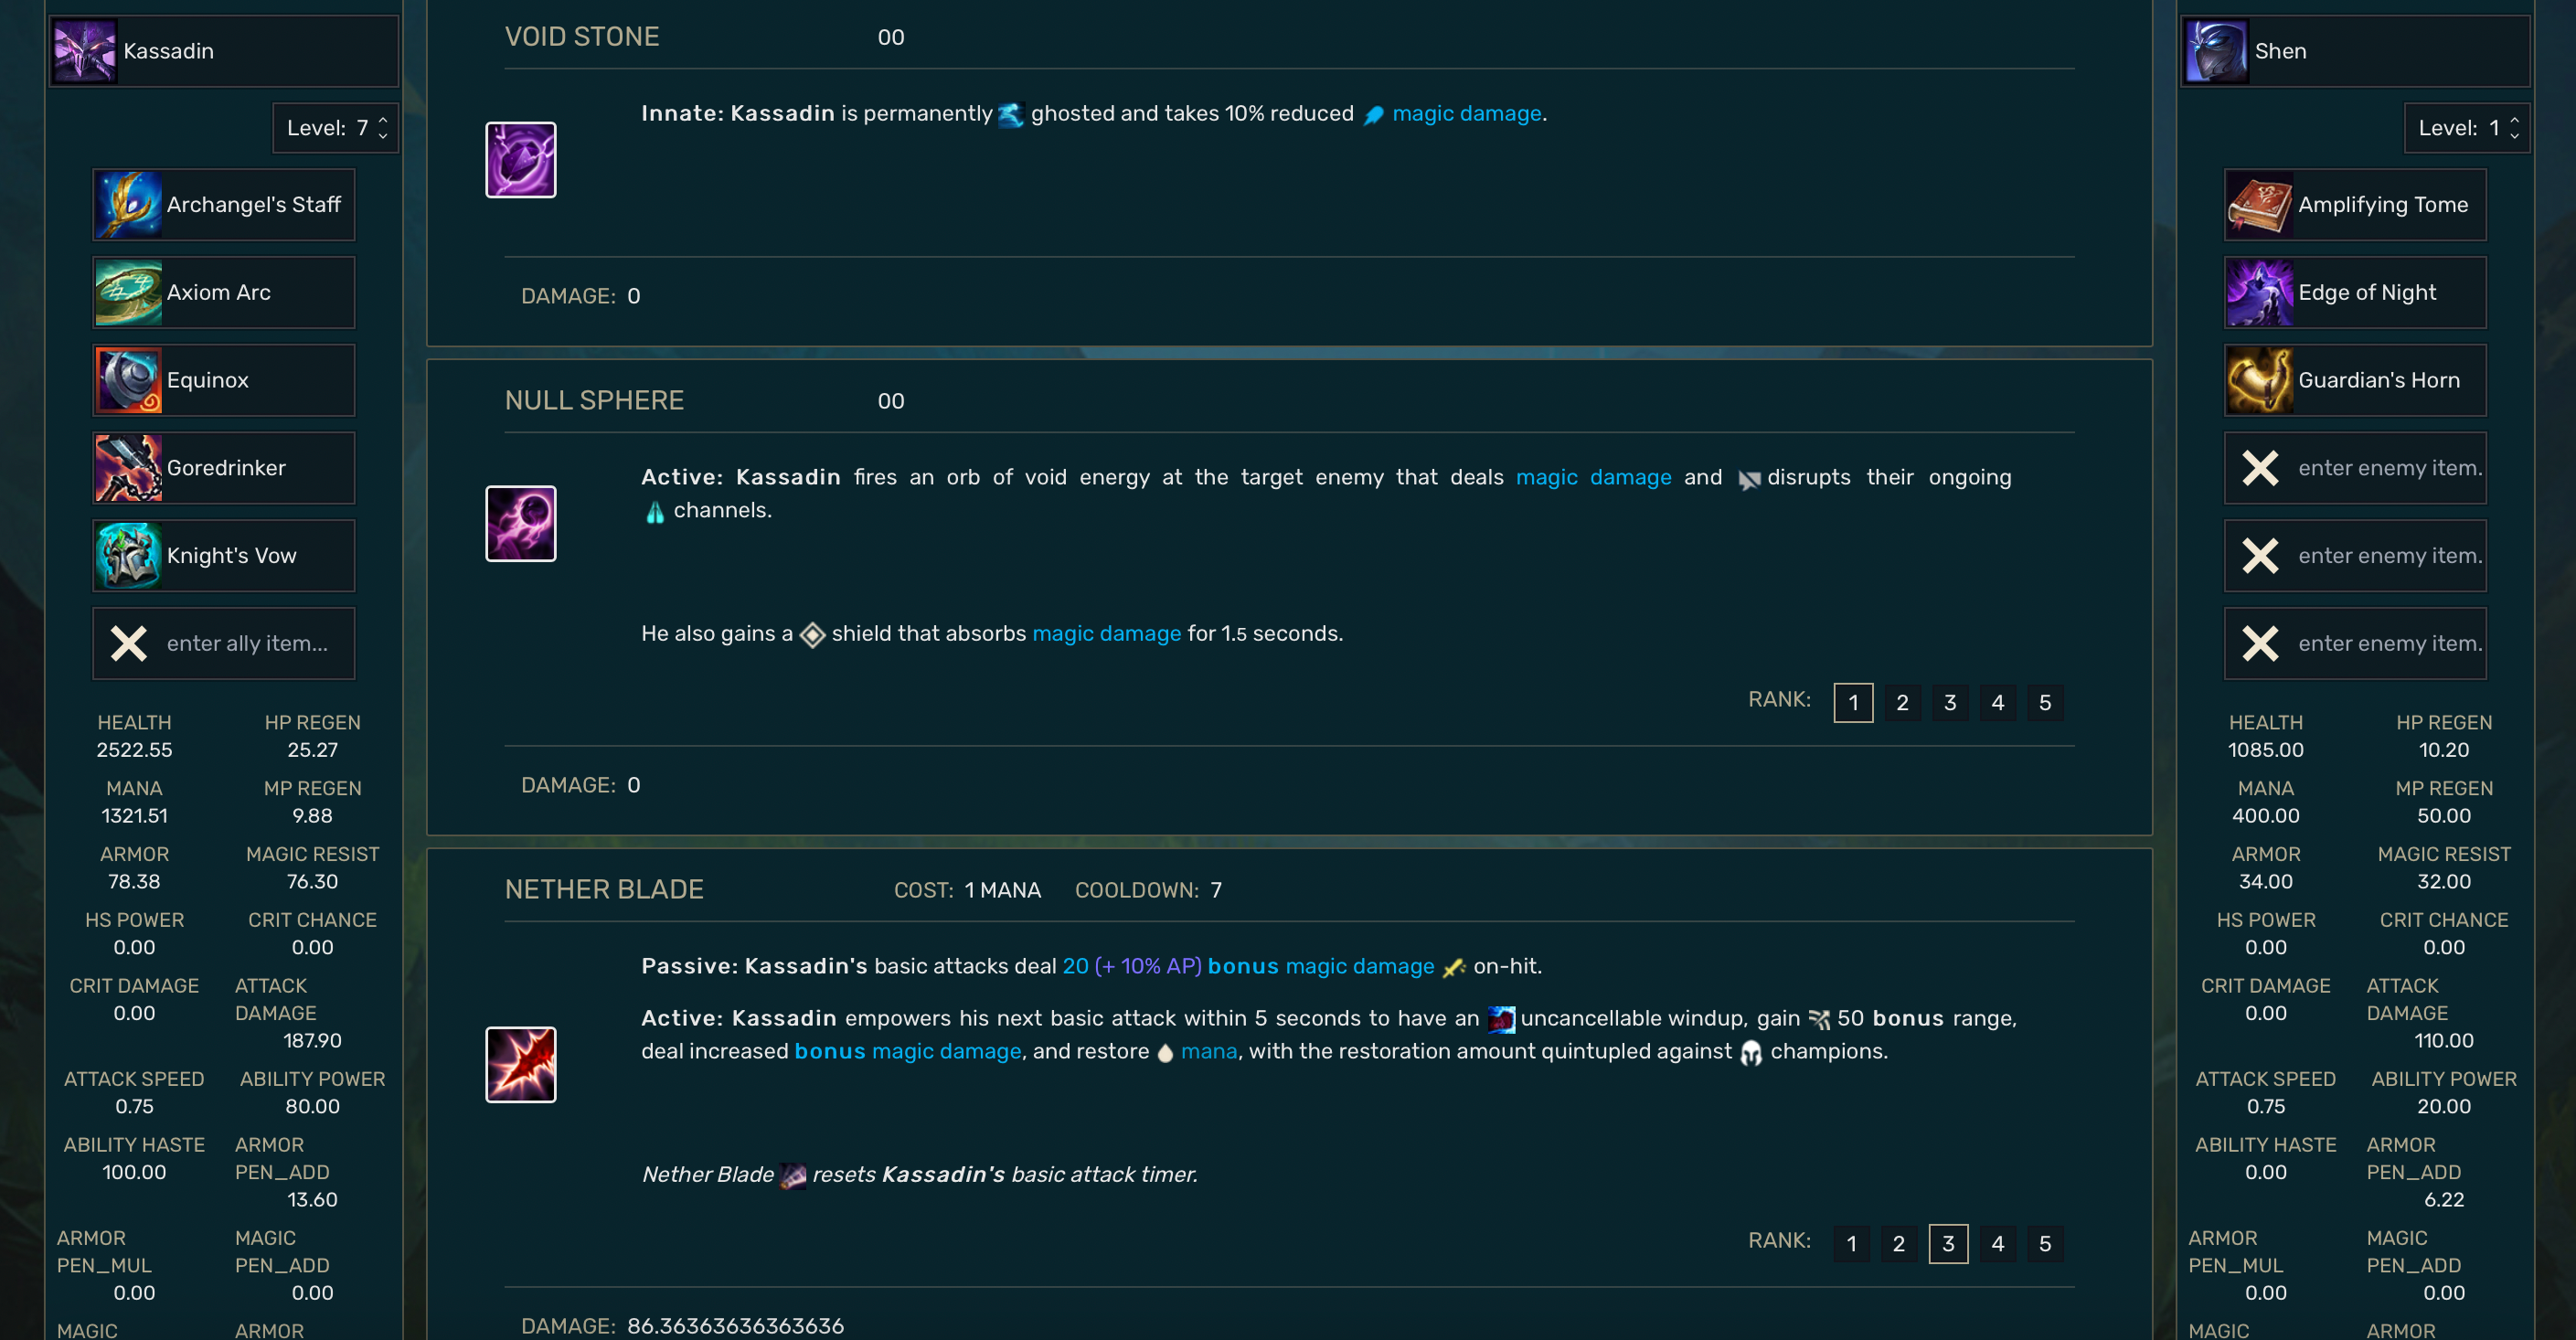 Kassadin
Level: 7
Archangel's Staff
Axiom Arc
Equinox
Goredrinker
Knight's Vow
enter ally item...
HEALTH HP REGEN
2522.55 25.27
MANA MP REGEN
1321.51 9.88
ARMOR MAGIC RESIST
78.38 76.30
HS POWER CRIT CHANCE
0.00 0.00
CRIT DAMAGE ATTACK
0.00 DAMAGE
187.90
ATTACK SPEED ABILITY POWER
0.75 80.00
ABILITY HASTE ARMOR
100.00 PEN_ADD
13.60
ARMOR MAGIC
PEN_MUL PEN_ADD
0.00 0.00
MAGIC ARMOR
VOID STONE 00
Innate: Kassadin is permanently ghosted and takes 10% reduced magic damage.
DAMAGE: 0
NULL SPHERE 00
Active: Kassadin fires an orb of void energy at the target enemy that deals magic damage and disrupts their ongoing
channels.
He also gains a shield that absorbs magic damage for 1.5 seconds.
RANK: 1 2 3 4 5
DAMAGE: 0
NETHER BLADE COST: 1 MANA COOLDOWN: 7
Passive: Kassadin's basic attacks deal 20 (+ 10% AP) bonus magic damage on-hit.
Active: Kassadin empowers his next basic attack within 5 seconds to have an uncancellable windup, gain 50 bonus range,
deal increased bonus magic damage, and restore mana, with the restoration amount quintupled against champions.
Nether Blade resets Kassadin's basic attack timer.
RANK: 1 2 3 4 5
DAMAGE: 86.36363636363636
Shen
Level: 1
Amplifying Tome
Edge of Night
Guardian's Horn
enter enemy item.
enter enemy item.
enter enemy item.
HEALTH HP REGEN
1085.00 10.20
MANA MP REGEN
400.00 50.00
ARMOR MAGIC RESIST
34.00 32.00
HS POWER CRIT CHANCE
0.00 0.00
CRIT DAMAGE ATTACK
0.00 DAMAGE
110.00
ATTACK SPEED ABILITY POWER
0.75 20.00
ABILITY HASTE ARMOR
0.00 PEN_ADD
6.22
ARMOR MAGIC
PEN_MUL PEN_ADD
0.00 0.00
MAGIC ARMOR